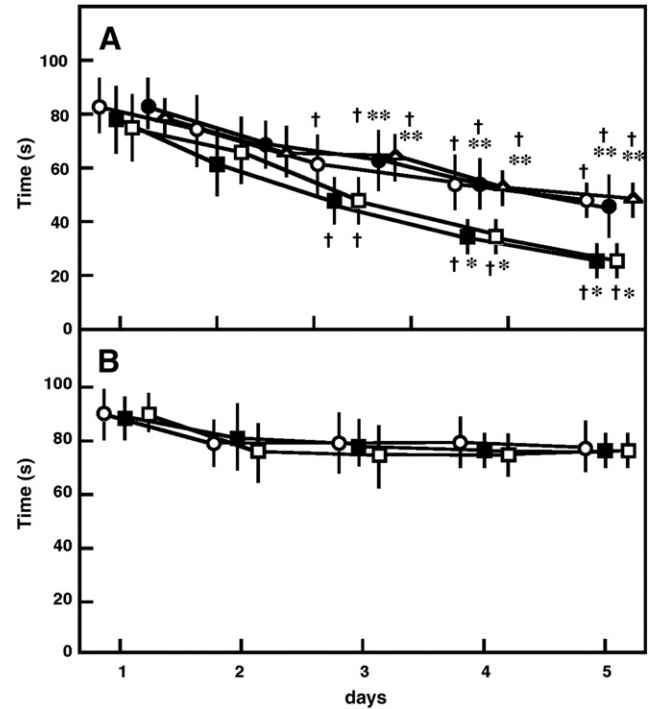 A
100
80
60
40
20
0
Time (s)
† † ** † **
† † ** † **
† † ** † **
† †
† * † *
† * † *
B
100
80
60
40
20
0
Time (s)
1 2 3 4 5
days